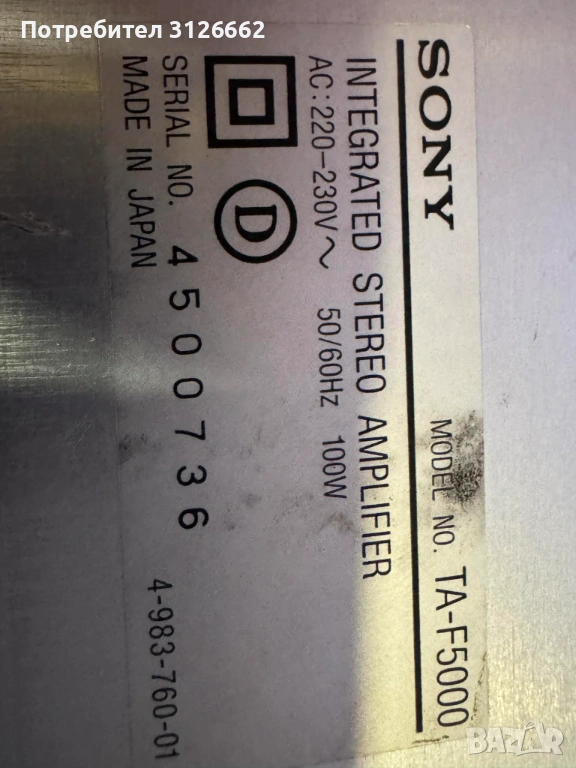 Потребител 3126662
SONY MODEL NO. TA-F5000
INTEGRATED STEREO AMPLIFIER
AC: 220-230V~ 50/60Hz 100W
D
SERIAL NO. 4500736
MADE IN JAPAN
4-983-760-01
BAZAR